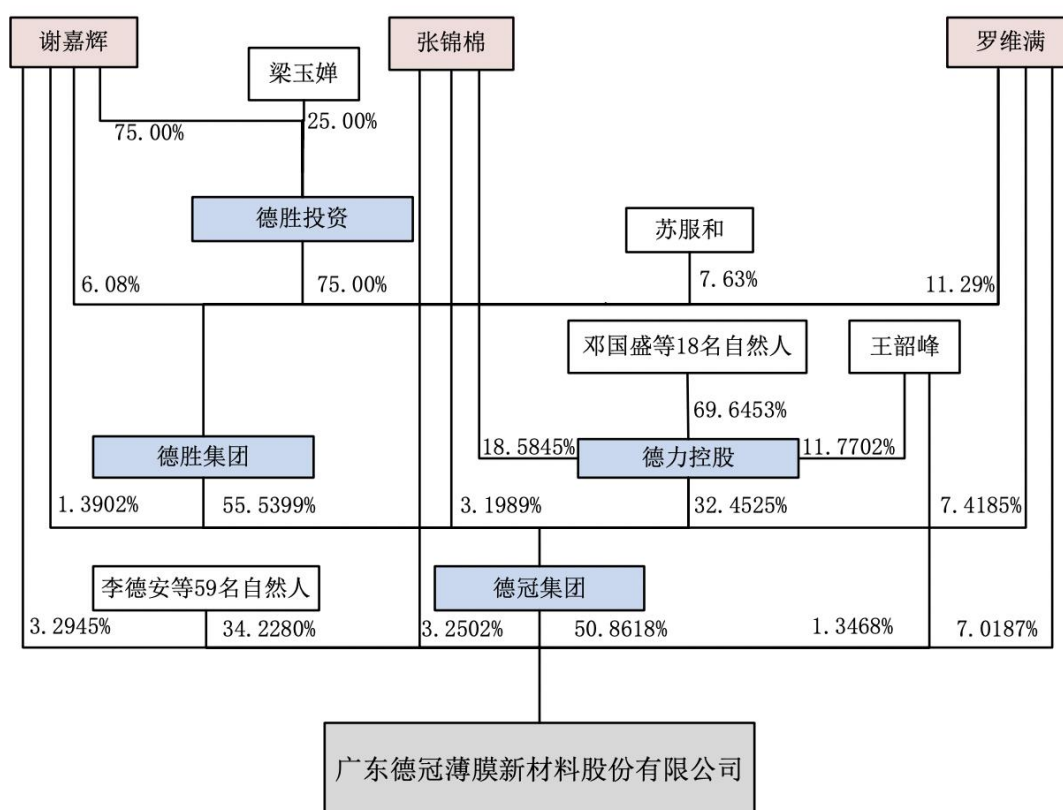 谢嘉辉
张锦棉
罗维满
梁玉婵
75.00%
25.00%
德胜投资
苏服和
6.08%
75.00%
7.63%
11.29%
邓国盛等18名自然人
王韶峰
69.6453%
德胜集团
18.5845%
德力控股
11.7702%
1.3902%
55.5399%
3.1989%
32.4525%
7.4185%
李德安等59名自然人
德冠集团
3.2945%
34.2280%
3.2502%
50.8618%
1.3468%
7.0187%
广东德冠薄膜新材料股份有限公司